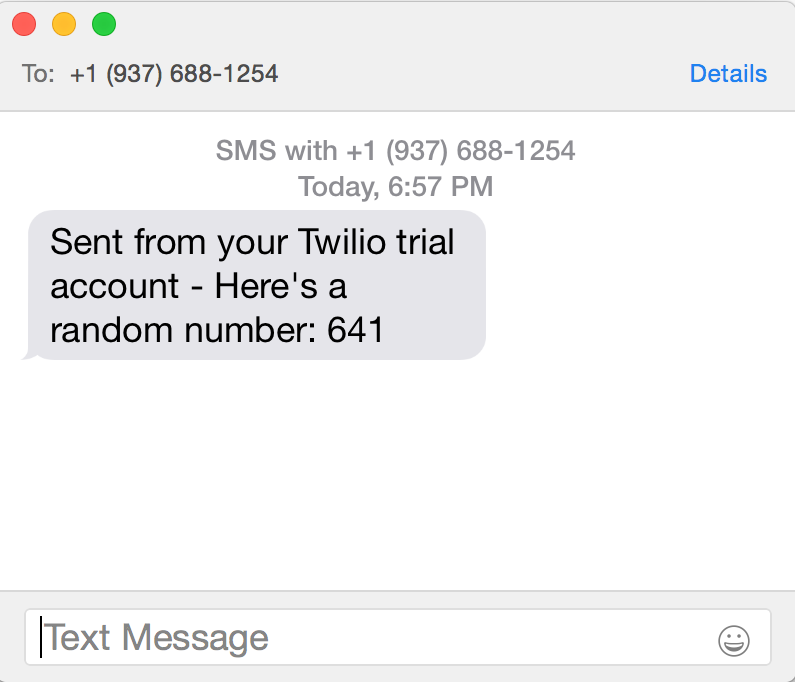 To: +1 (937) 688-1254
Details
SMS with +1 (937) 688-1254
Today, 6:57 PM
Sent from your Twilio trial
account - Here's a
random number: 641
Text Message